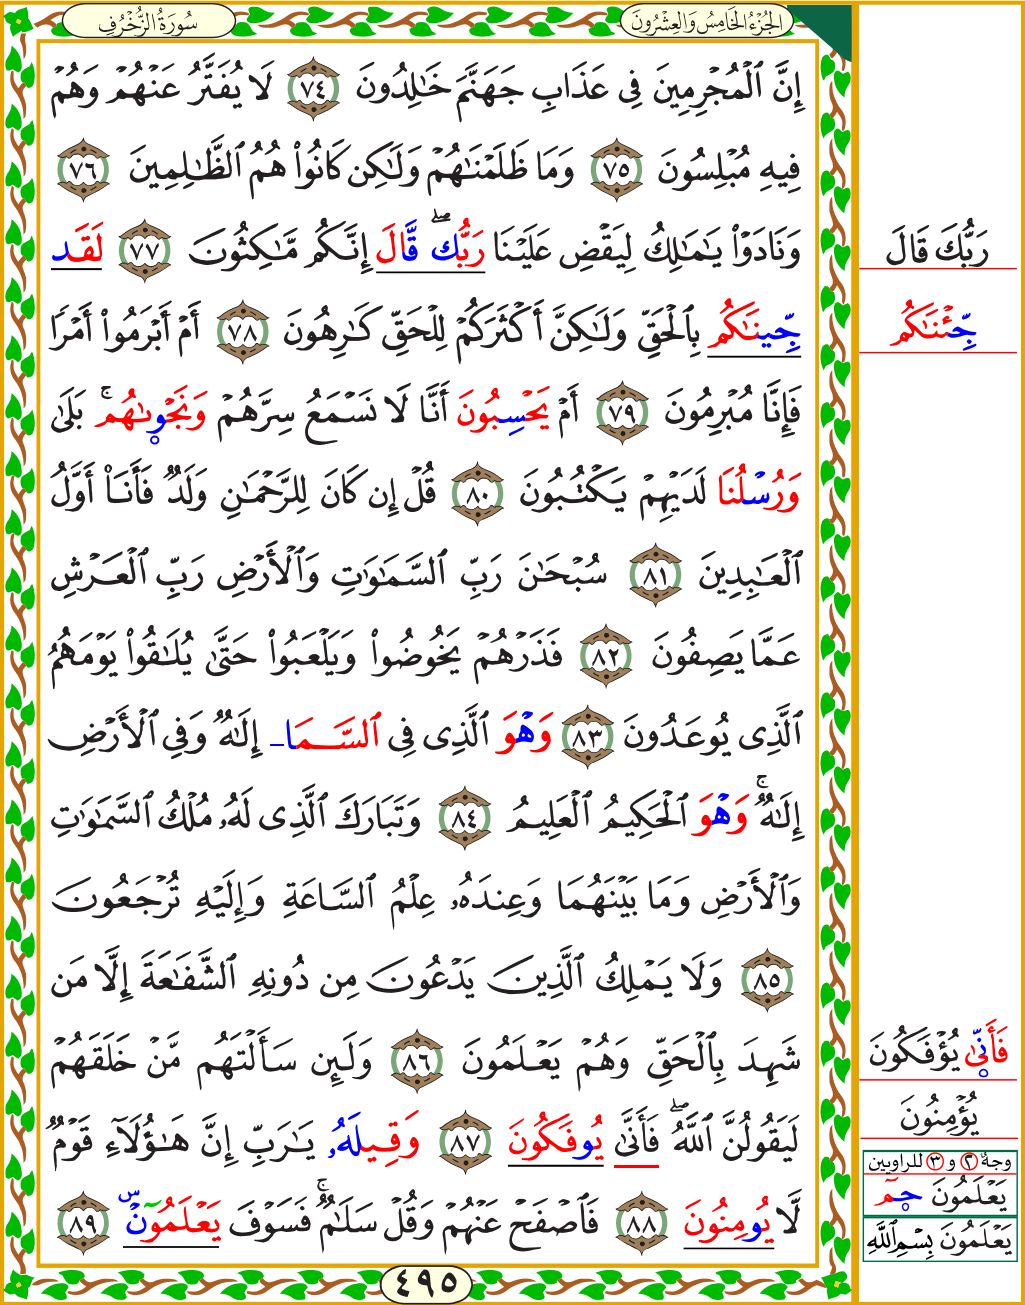 الجُزْءُ الخَامِسُ وَالعِشْرُونَ
سُورَةُ الزُّخْرُفِ
إِنَّ ٱلْمُجْرِمِينَ فِى عَذَابِ جَهَنَّمَ خَـٰلِدُونَ ٧٤ لَا يُفَتَّرُ عَنْهُمْ وَهُمْ
فِيهِ مُبْلِسُونَ ٧٥ وَمَا ظَلَمْنَـٰهُمْ وَلَـٰكِن كَانُوا۟ هُمُ ٱلظَّـٰلِمِينَ ٧٦
وَنَادَوْا۟ يَـٰمَـٰلِكُ لِيَقْضِ عَلَيْنَا رَبُّكۖ قَّالَ إِنَّكُم مَّـٰكِثُونَ ٧٧ لَقَد
جِّينَـٰكُم بِٱلْحَقِّ وَلَـٰكِنَّ أَكْثَرَكُمْ لِلْحَقِّ كَـٰرِهُونَ ٧٨ أَمْ أَبْرَمُوٓا۟ أَمْرًا
فَإِنَّا مُبْرِمُونَ ٧٩ أَمْ يَحْسِبُونَ أَنَّا لَا نَسْمَعُ سِرَّهُمْ وَنَجْوٜىٰهُمۚ بَلَىٰ
وَرُسْلُنَا لَدَيْهِمْ يَكْتُبُونَ ٨٠ قُلْ إِن كَانَ لِلرَّحْمَـٰنِ وَلَدٌ فَأَنَا۠ أَوَّلُ
ٱلْعَـٰبِدِينَ ٨١ سُبْحَـٰنَ رَبِّ ٱلسَّمَـٰوَٰتِ وَٱلْأَرْضِ رَبِّ ٱلْعَرْشِ
عَمَّا يَصِفُونَ ٨٢ فَذَرْهُمْ يَخُوضُوا۟ وَيَلْعَبُوا۟ حَتَّىٰ يُلَـٰقُوا۟ يَوْمَهُمُ
ٱلَّذِى يُوعَدُونَ ٨٣ وَهْوَ ٱلَّذِى فِى ٱلسَّمَا إِلَـٰهٌ وَفِى ٱلْأَرْضِ
إِلَـٰهٌۚ وَهْوَ ٱلْحَكِيمُ ٱلْعَلِيمُ ٨٤ وَتَبَارَكَ ٱلَّذِى لَهُۥ مُلْكُ ٱلسَّمَـٰوَٰتِ
وَٱلْأَرْضِ وَمَا بَيْنَهُمَا وَعِندَهُۥ عِلْمُ ٱلسَّاعَةِ وَإِلَيْهِ تُرْجَعُونَ
٨٥ وَلَا يَمْلِكُ ٱلَّذِينَ يَدْعُونَ مِن دُونِهِ ٱلشَّفَـٰعَةَ إِلَّا مَن
شَهِدَ بِٱلْحَقِّ وَهُمْ يَعْلَمُونَ ٨٦ وَلَئِن سَأَلْتَهُم مَّنْ خَلَقَهُمْ
لَيَقُولُنَّ ٱللَّهُۖ فَأَنَّىٰ يُوفَكُونَ ٨٧ وَقِيلَهُۥ يَـٰرَبِّ إِنَّ هَـٰٓؤُلَآءِ قَوْمٌ
لَّا يُومِنُونَ ٨٨ فَٱصْفَحْ عَنْهُمْ وَقُلْ سَلَـٰمٌۚ فَسَوْفَ يَعْلَمُونَۜ ٨٩
٤٩٥
رَبُّكَ قَالَ
جِّئْنَـٰكُم
فَأَنّٜىٰ يُؤْفَكُونَ
يُؤْمِنُونَ
وجهٌ ٢ و ٣ للراويين
يَعْلَمُونَ حٜمٓ
يَعْلَمُونَ بِسْمِ ٱللَّهِ